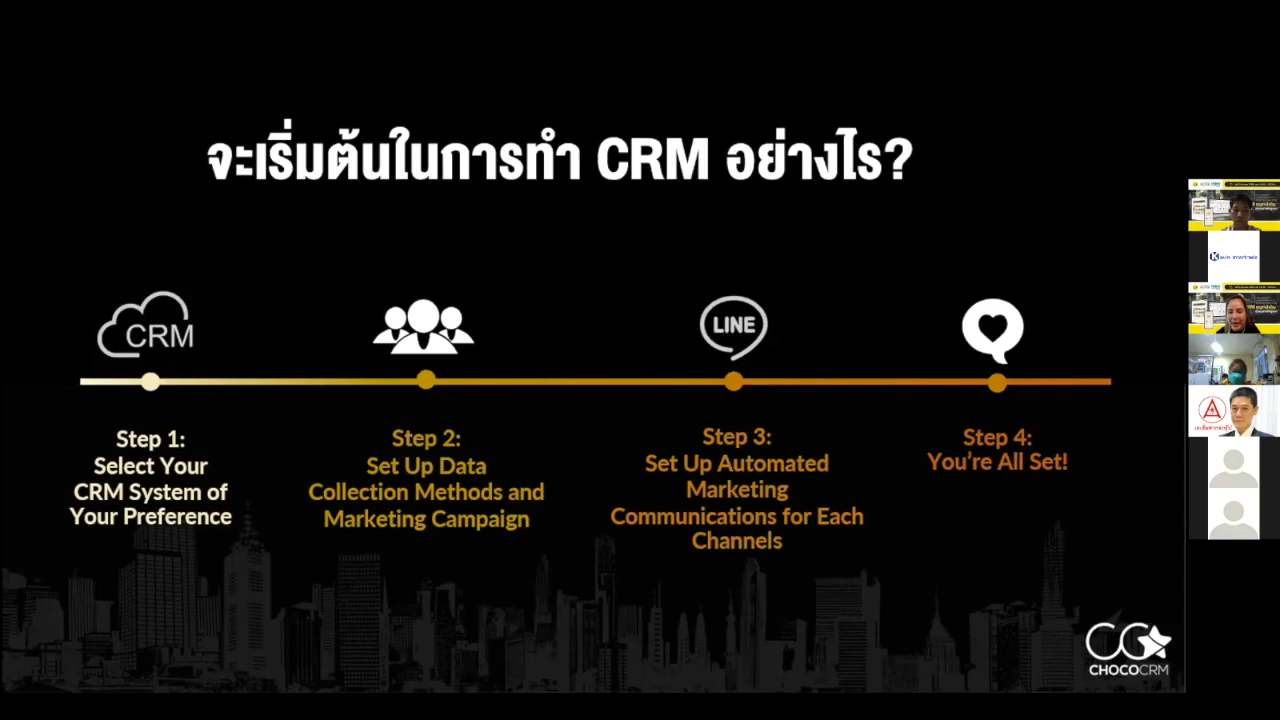 จะเริ่มต้นในการทำ CRM อย่างไร?
CRM
LINE
Step 1:
Select Your
CRM System of
Your Preference
Step 2:
Set Up Data
Collection Methods and
Marketing Campaign
Step 3:
Set Up Automated
Marketing
Communications for Each
Channels
Step 4:
You're All Set!
CHOCOCRM
Kevin Intertrade